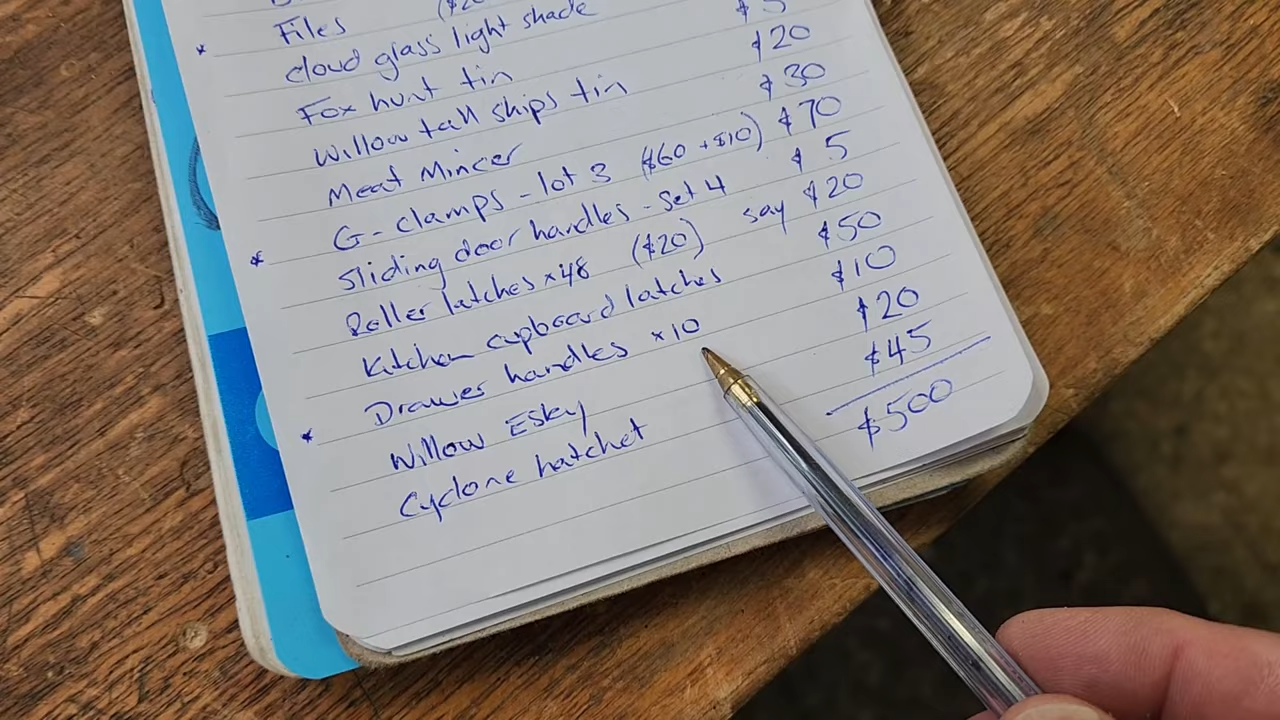 * Files ($20
cloud glass light shade
Fox hunt tin $5
Willow tall ships tin $20
Meat Mincer $30
* G-clamps - lot 3 ($60 + $10) $70
Sliding door handles - set 4 $5
Roller latches x48 ($20) say $20
Kitchen cupboard latches $50
* Drawer handles x10 $10
Willow Esky $20
Cyclone hatchet $45
$500